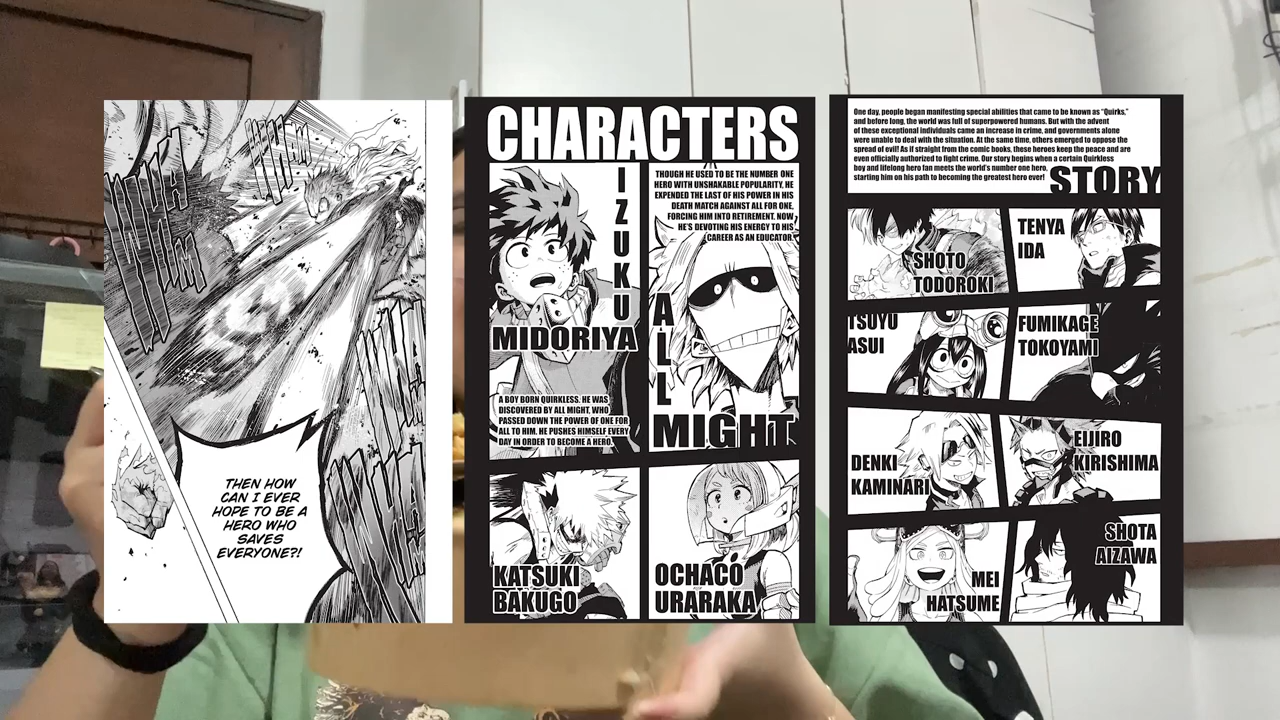 THEN HOW
CAN I EVER
HOPE TO BE A
HERO WHO
SAVES
EVERYONE?!
CHARACTERS
IZUKU
MIDORIYA
A BOY BORN QUIRKLESS. HE WAS
DISCOVERED BY ALL MIGHT, WHO
PASSED DOWN THE POWER OF ONE FOR
ALL TO HIM. HE PUSHES HIMSELF EVERY
DAY IN ORDER TO BECOME A HERO.
THOUGH HE USED TO BE THE NUMBER ONE
HERO WITH UNSHAKABLE POPULARITY, HE
EXPENDED THE LAST OF HIS POWER IN HIS
DEATH MATCH AGAINST ALL FOR ONE,
FORCING HIM INTO RETIREMENT. NOW
HE'S DEVOTING HIS ENERGY TO HIS
CAREER AS AN EDUCATOR.
ALL
MIGHT
KATSUKI
BAKUGO
OCHACO
URARAKA
One day, people began manifesting special abilities that came to be known as "Quirks,"
and before long, the world was full of superpowered humans. But with the advent
of these exceptional individuals came an increase in crime, and governments alone
were unable to deal with the situation. At the same time, others emerged to oppose the
spread of evil! As if straight from the comic books, these heroes keep the peace and are
even officially authorized to fight crime. Our story begins when a certain Quirkless
boy and lifelong hero fan meets the world's number one hero,
starting him on his path to becoming the greatest hero ever!
STORY
SHOTO
TODOROKI
TENYA
IDA
TSUYU
ASUI
FUMIKAGE
TOKOYAMI
DENKI
KAMINARI
EIJIRO
KIRISHIMA
MEI
HATSUME
SHOTA
AIZAWA